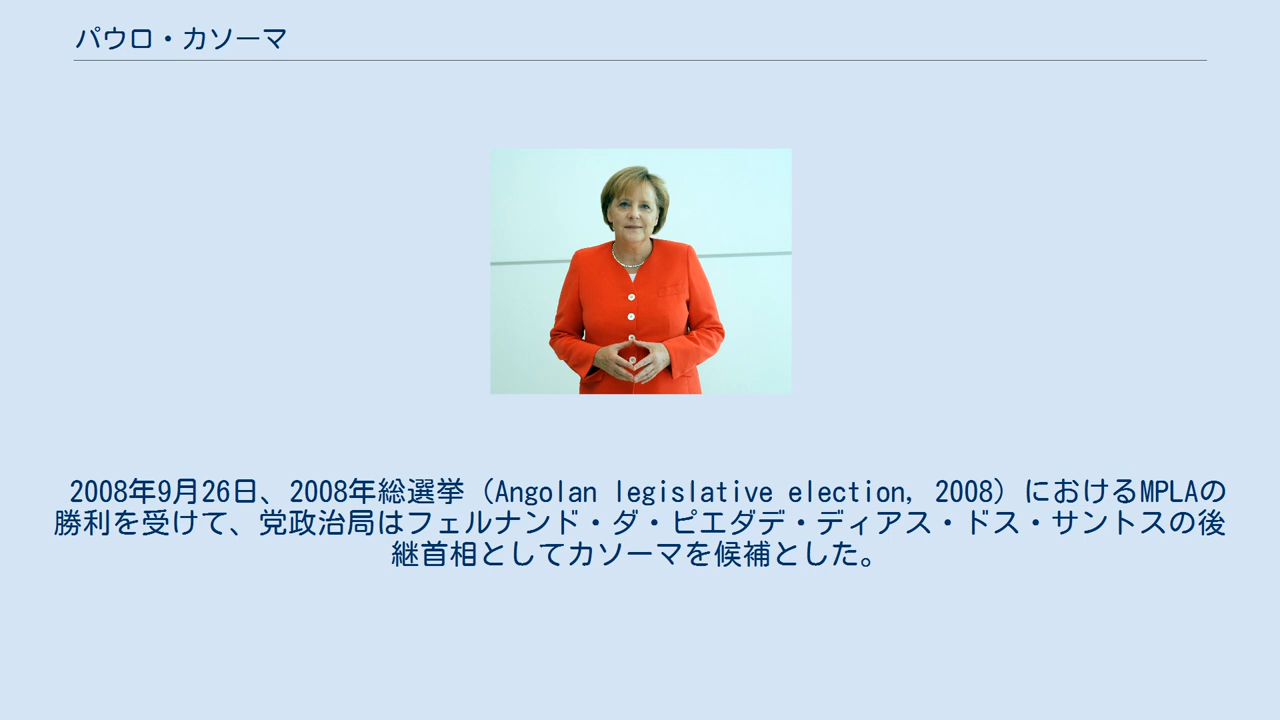 パウロ・カソーマ
2008年9月26日、2008年総選挙（Angolan legislative election, 2008）におけるMPLAの
勝利を受けて、党政治局はフェルナンド・ダ・ピエダデ・ディアス・ドス・サントスの後
継首相としてカソーマを候補とした。